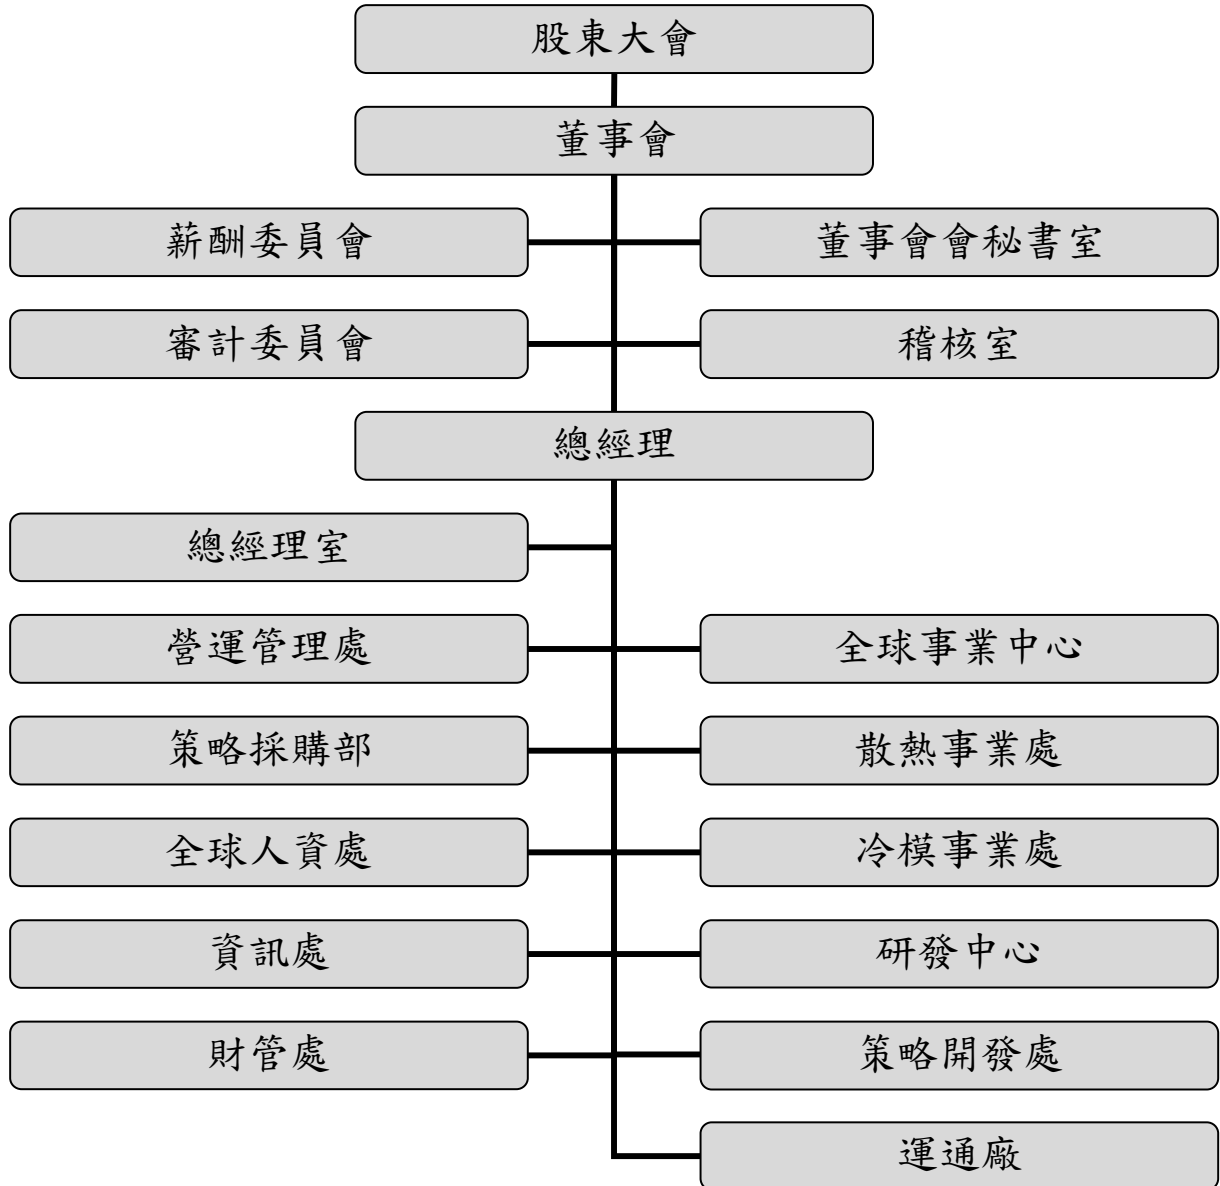 股東大會
董事會
薪酬委員會
董事會會秘書室
審計委員會
稽核室
總經理
總經理室
營運管理處
全球事業中心
策略採購部
散熱事業處
全球人資處
冷模事業處
資訊處
研發中心
財管處
策略開發處
運通廠